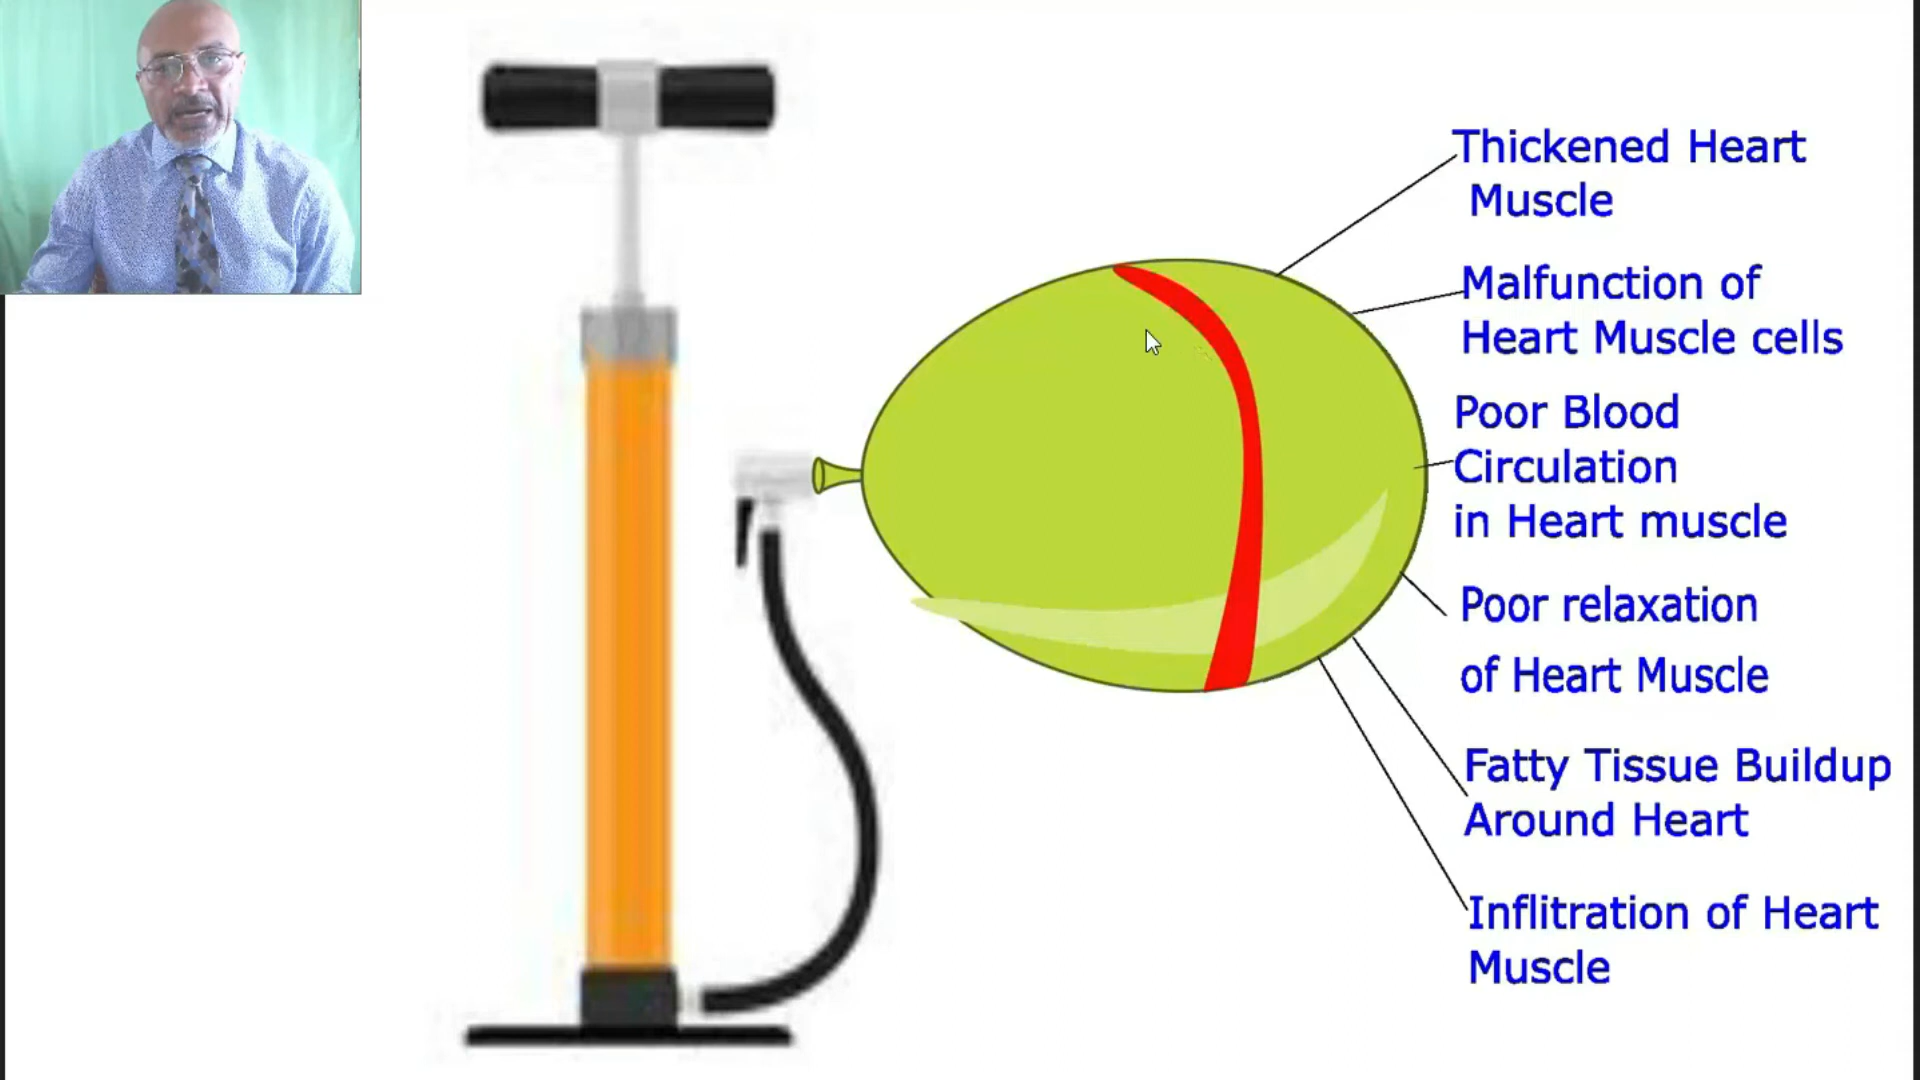 Thickened Heart
Muscle
Malfunction of
Heart Muscle cells
Poor Blood
Circulation
in Heart muscle
Poor relaxation
of Heart Muscle
Fatty Tissue Buildup
Around Heart
Inflitration of Heart
Muscle